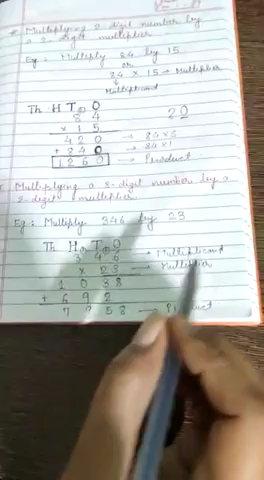 * Multiplying 2-digit number by
a 2-digit multiplier
Eg: Multiply 84 by 15
or
84 × 15 → Multiplier
Multiplicand
Th H T O
8 4 20
× 1 5
4 2 0 → 84×5
+ 8 4 0 → 84×1
1 2 6 0 → Product
Multiplying a 3-digit number by a
2-digit multiplier
Eg: Multiply 346 by 23
Th H T O
3 4 6 → Multiplicand
× 2 3 → Multiplier
1 0 3 8
+ 6 9 2
7 9 5 8 → Product